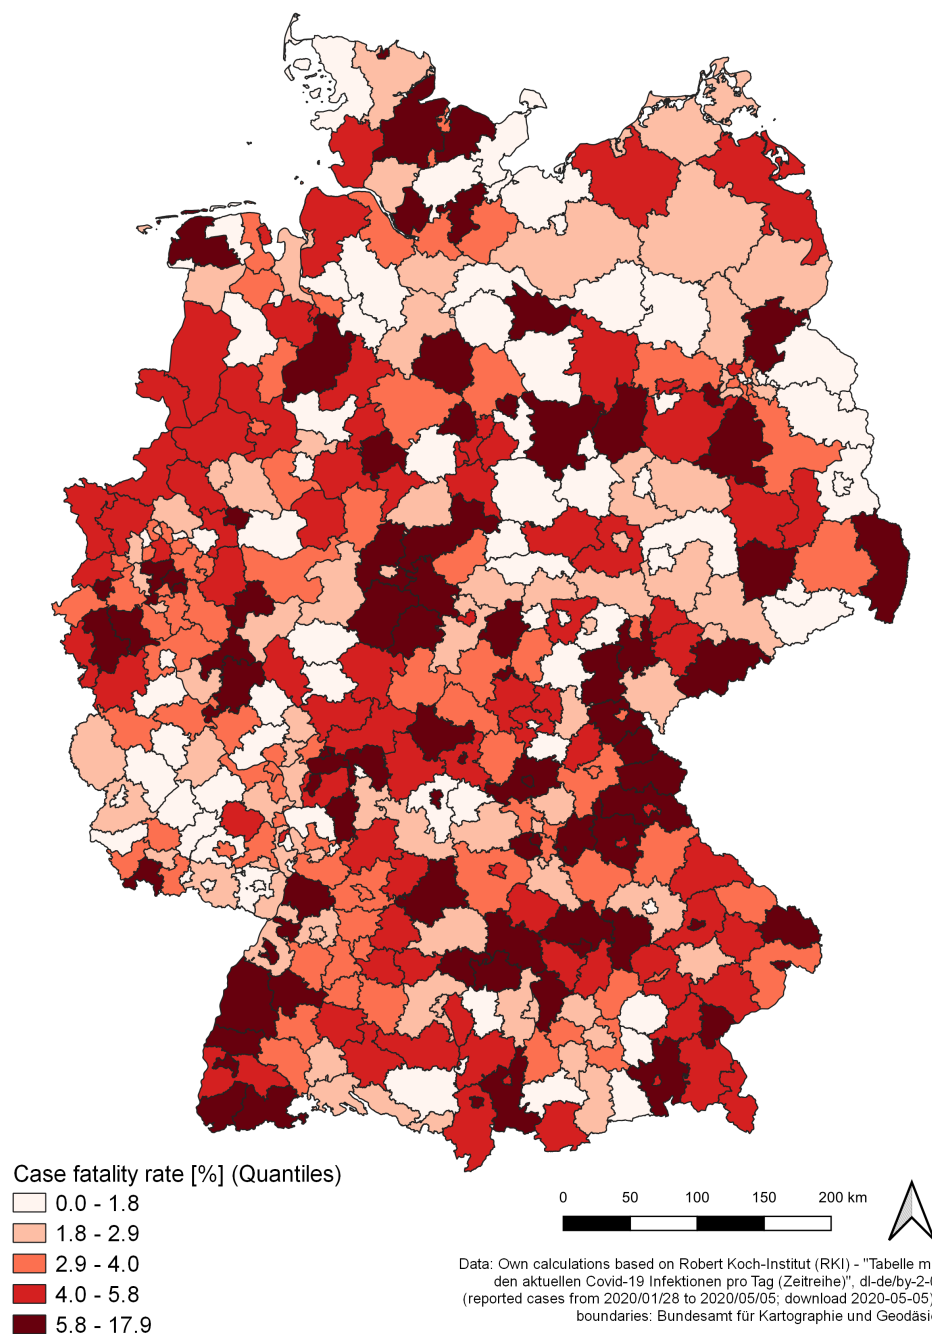 Case fatality rate [%] (Quantiles)
0.0 - 1.8
1.8 - 2.9
2.9 - 4.0
4.0 - 5.8
5.8 - 17.9
0 50 100 150 200 km
Data: Own calculations based on Robert Koch-Institut (RKI) - "Tabelle m
den aktuellen Covid-19 Infektionen pro Tag (Zeitreihe)", dl-de/by-2-
(reported cases from 2020/01/28 to 2020/05/05; download 2020-05-05)
boundaries: Bundesamt für Kartographie und Geodäsi